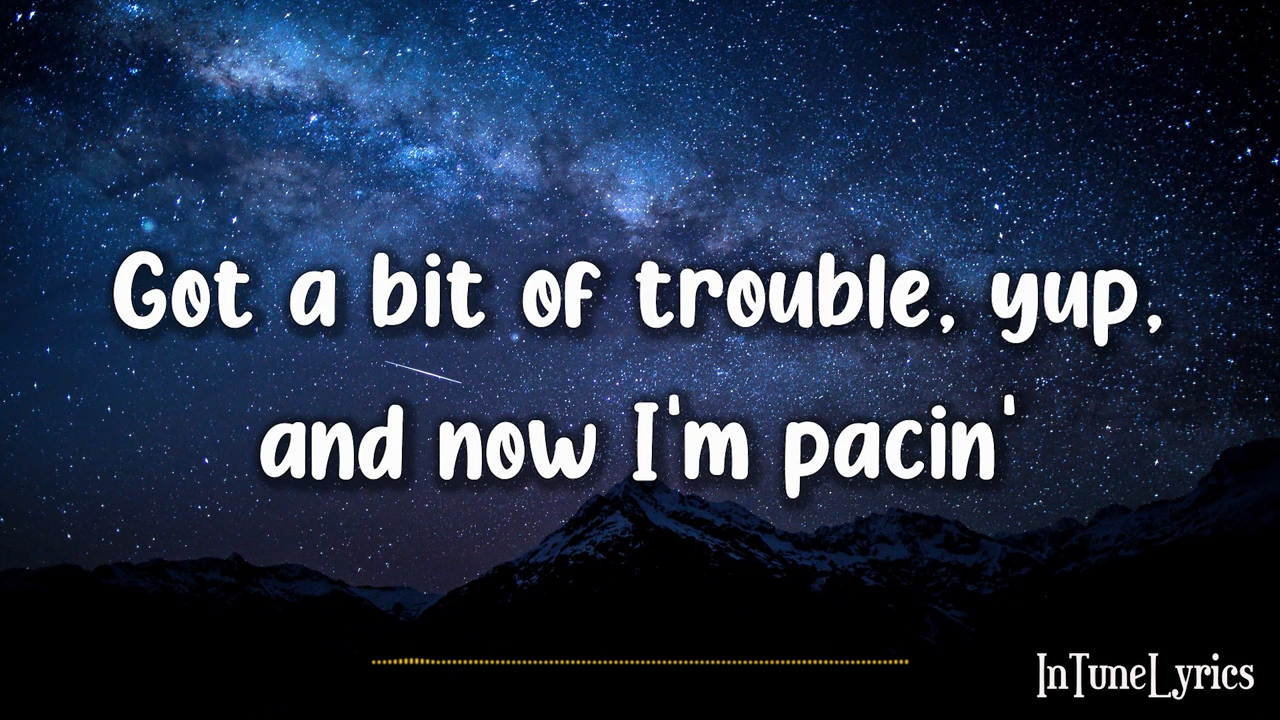 Got a bit of trouble, yup,
and now I'm pacin'
InTuneLyrics